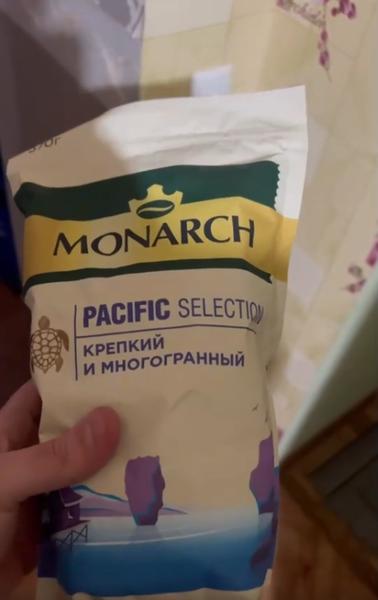 MONARCH
PACIFIC SELECTION
КРЕПКИЙ
И МНОГОГРАННЫЙ